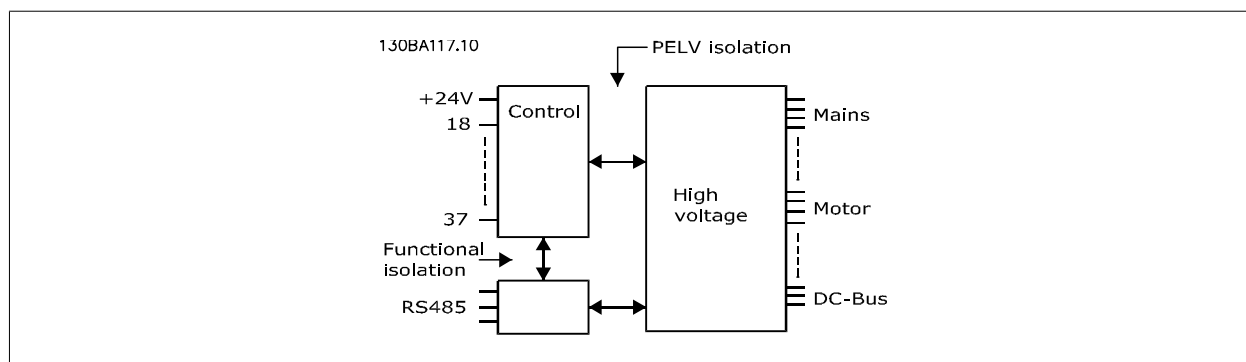 130BA117.10
PELV isolation
+24V
Control
18
Mains
High
voltage
37
Motor
Functional
isolation
RS485
DC-Bus